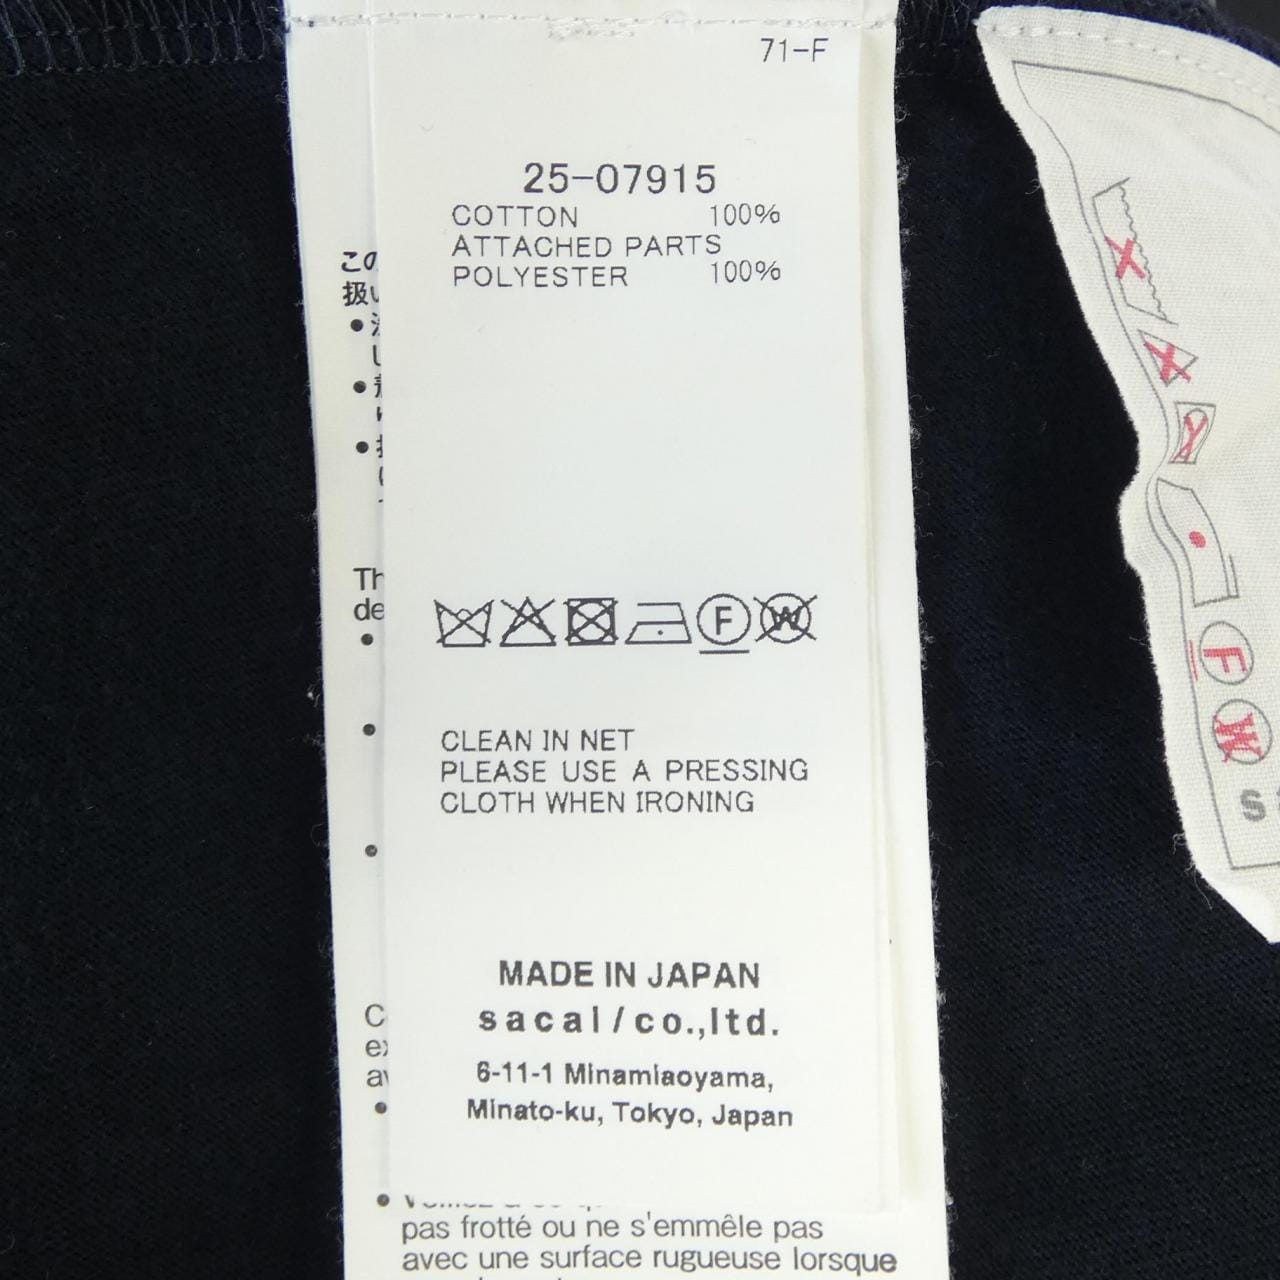 71-F
25-07915
COTTON 100%
ATTACHED PARTS
POLYESTER 100%
F W
CLEAN IN NET
PLEASE USE A PRESSING
CLOTH WHEN IRONING
MADE IN JAPAN
sacai/co.,ltd.
6-11-1 Minamiaoyama,
Minato-ku, Tokyo, Japan
pas frotté ou ne s'emmêle pas
avec une surface rugueuse lorsque
F
W